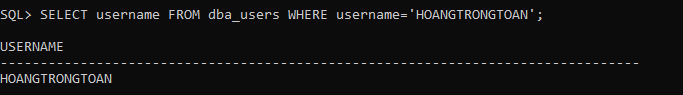 SQL> SELECT username FROM dba_users WHERE username='HOANGTRONGTOAN';
USERNAME
--------------------------------------------------------------------------------
HOANGTRONGTOAN